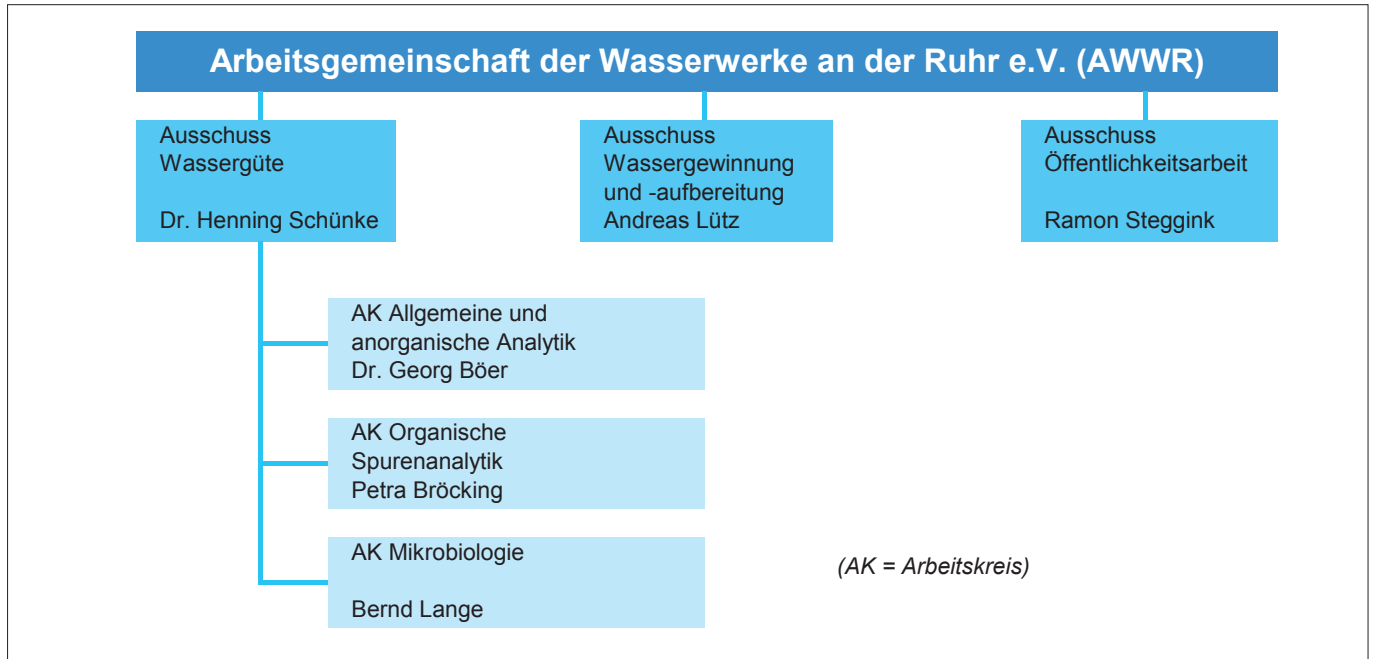 Arbeitsgemeinschaft der Wasserwerke an der Ruhr e.V. (AWWR)
Ausschuss
Wassergüte
Dr. Henning Schünke
Ausschuss
Wassergewinnung
und -aufbereitung
Andreas Lütz
Ausschuss
Öffentlichkeitsarbeit
Ramon Steggink
AK Allgemeine und
anorganische Analytik
Dr. Georg Böer
AK Organische
Spurenanalytik
Petra Bröcking
AK Mikrobiologie
Bernd Lange
(AK = Arbeitskreis)